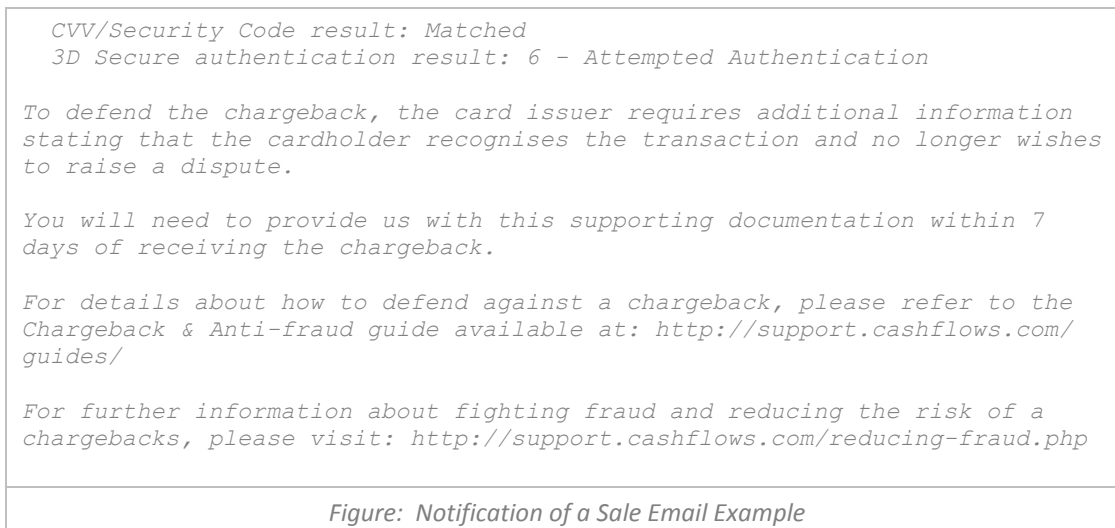 CVV/Security Code result: Matched
3D Secure authentication result: 6 - Attempted Authentication
To defend the chargeback, the card issuer requires additional information
stating that the cardholder recognises the transaction and no longer wishes
to raise a dispute.
You will need to provide us with this supporting documentation within 7
days of receiving the chargeback.
For details about how to defend against a chargeback, please refer to the
Chargeback & Anti-fraud guide available at: http://support.cashflows.com/
guides/
For further information about fighting fraud and reducing the risk of a
chargebacks, please visit: http://support.cashflows.com/reducing-fraud.php
Figure: Notification of a Sale Email Example